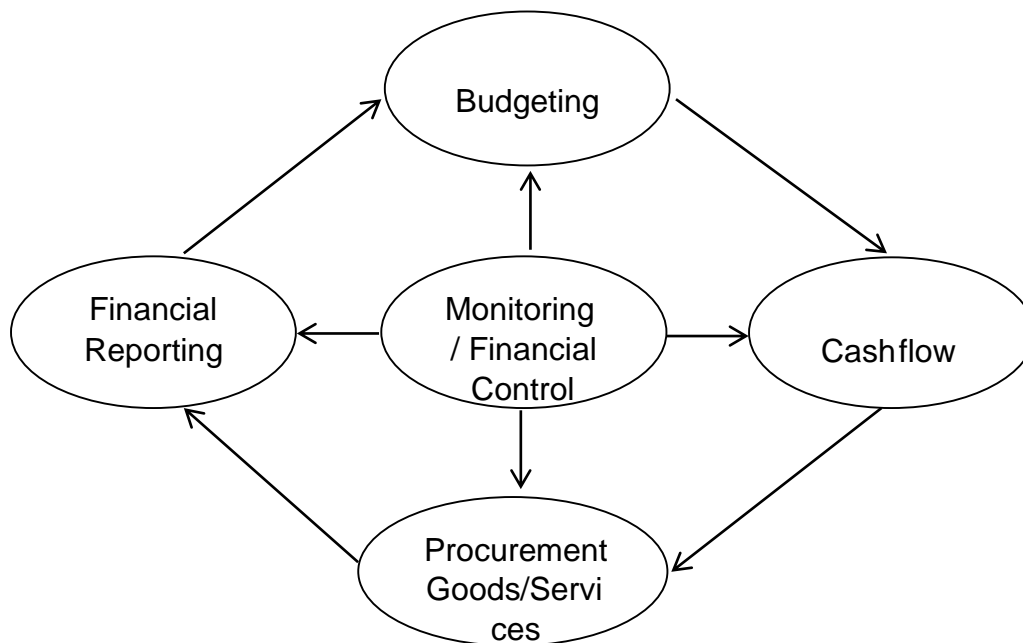 Budgeting
Financial
Reporting
Monitoring
/ Financial
Control
Cashflow
Procurement
Goods/Servi
ces